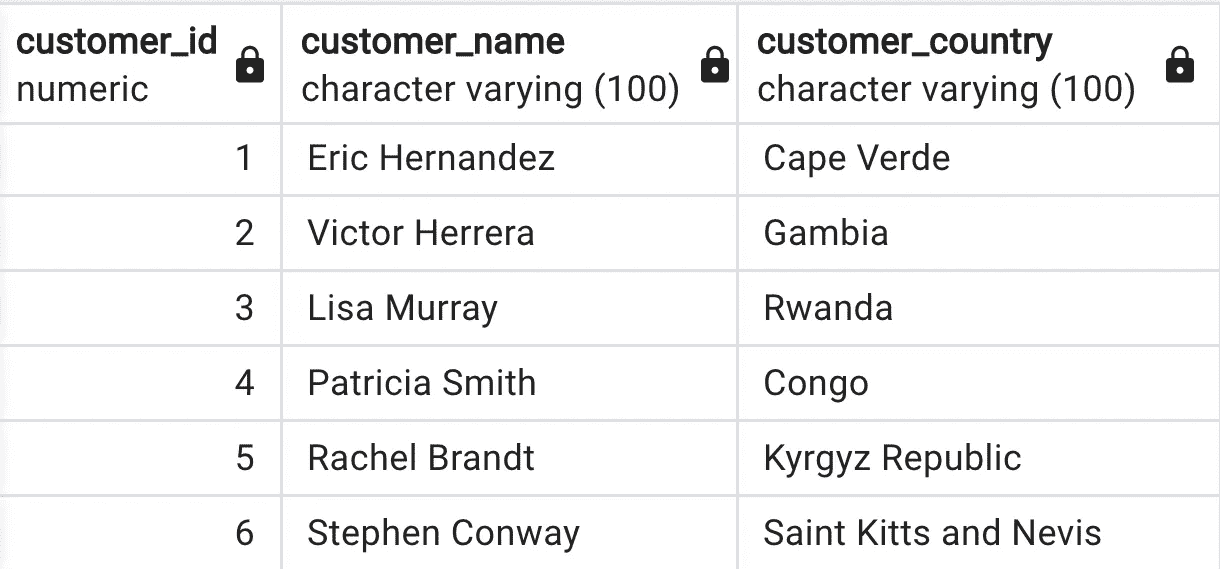 customer_id customer_name customer_country
numeric character varying (100) character varying (100)
1 Eric Hernandez Cape Verde
2 Victor Herrera Gambia
3 Lisa Murray Rwanda
4 Patricia Smith Congo
5 Rachel Brandt Kyrgyz Republic
6 Stephen Conway Saint Kitts and Nevis